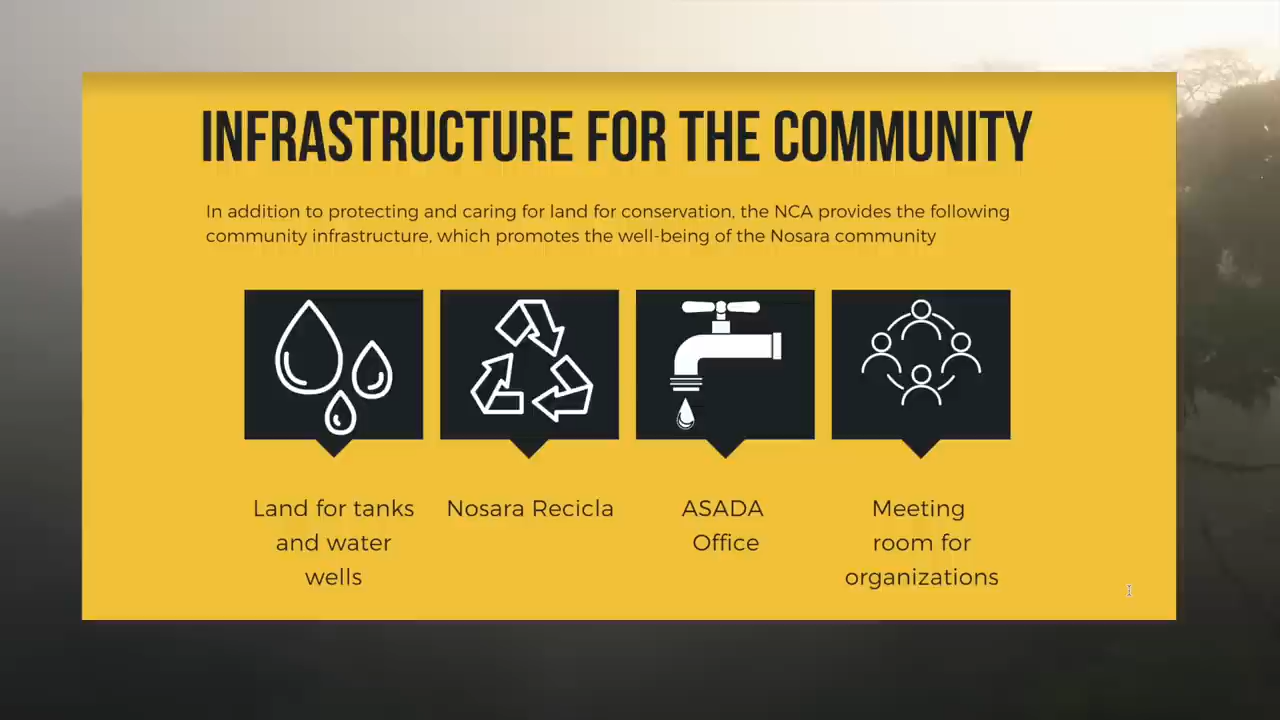 INFRASTRUCTURE FOR THE COMMUNITY
In addition to protecting and caring for land for conservation, the NCA provides the following
community infrastructure, which promotes the well-being of the Nosara community
Land for tanks
and water
wells
Nosara Recicla
ASADA
Office
Meeting
room for
organizations